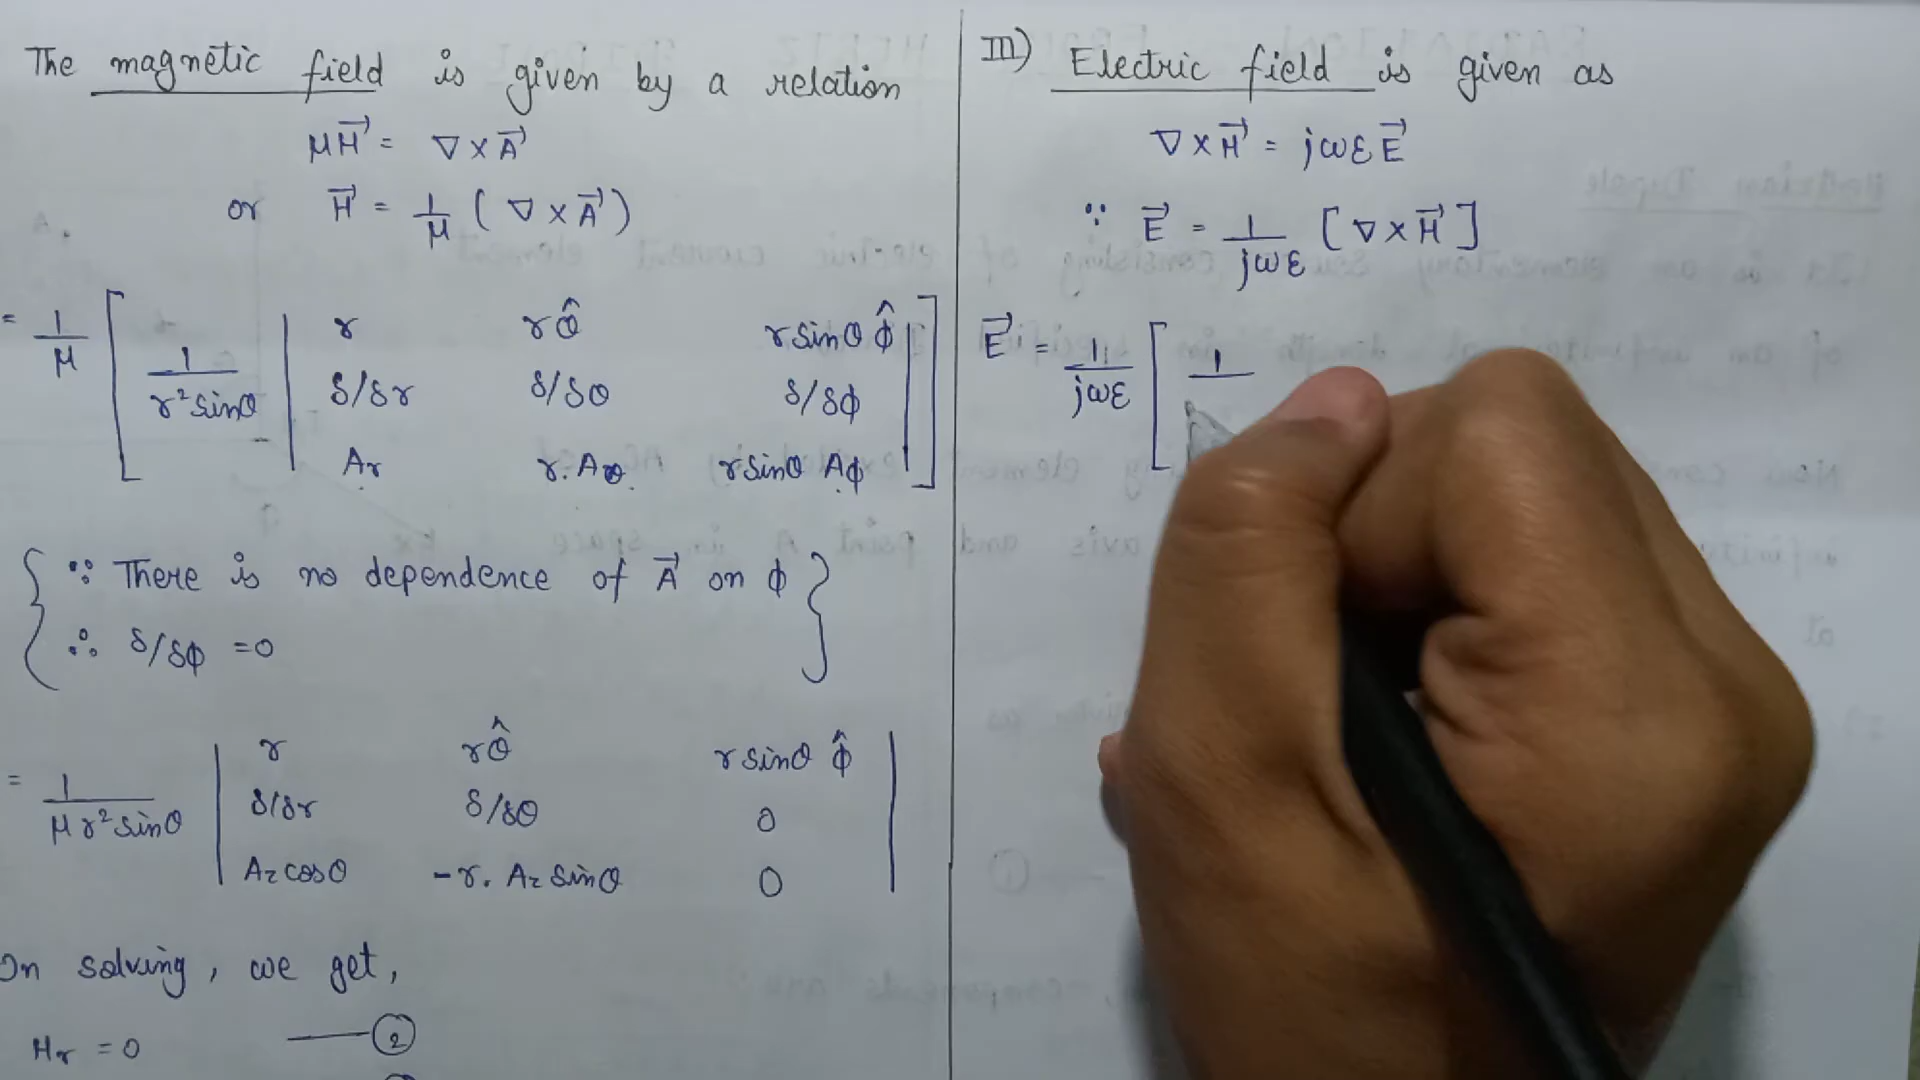 The magnetic field is given by a relation
μH⃗ = ∇×A⃗
or H⃗ = 1/μ (∇×A⃗)
= 1/μ [ 1/r²sinθ | r rθ̂ rsinθ φ̂ |
δ/δr δ/δθ δ/δφ
Ar r.Aθ rsinθ Aφ | ]
{ ∵ There is no dependence of A⃗ on φ
∴ δ/δφ = 0 }
= 1/μr²sinθ | r rθ̂ rsinθ φ̂ |
δ/δr δ/δθ 0
Az cosθ -r. Az sinθ 0 |
On solving, we get,
Hr = 0 —— ②
III) Electric field is given as
∇×H⃗ = jωεE⃗
∵ E⃗ = 1/jωε [∇×H⃗]
E⃗ = 1/jωε [ 1/